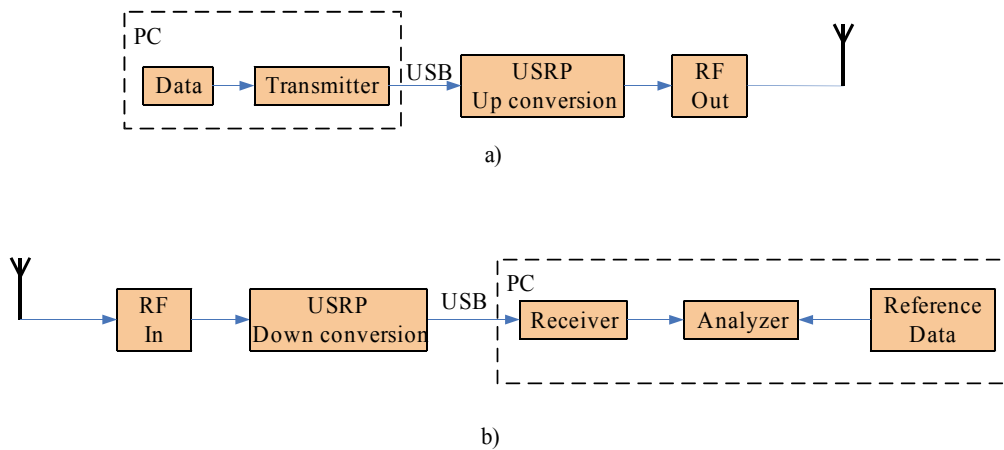 PC
Data
Transmitter
USB
USRP
Up conversion
RF
Out
a)
PC
RF
In
USRP
Down conversion
USB
Receiver
Analyzer
Reference
Data
b)